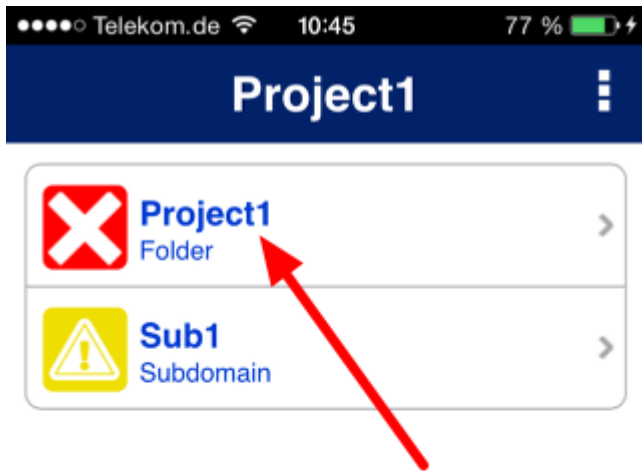 Telekom.de 10:45 77 %
Project1
Project1
Folder
Sub1
Subdomain